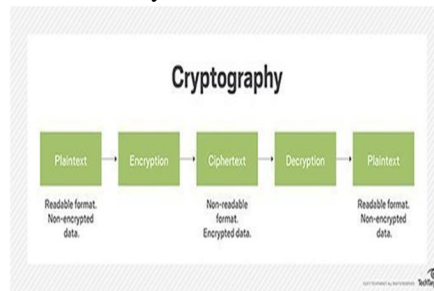 Cryptography
Plaintext
Encryption
Ciphertext
Decryption
Plaintext
Readable format.
Non-encrypted
data.
Non-readable
format.
Encrypted data.
Readable format.
Non-encrypted
data.